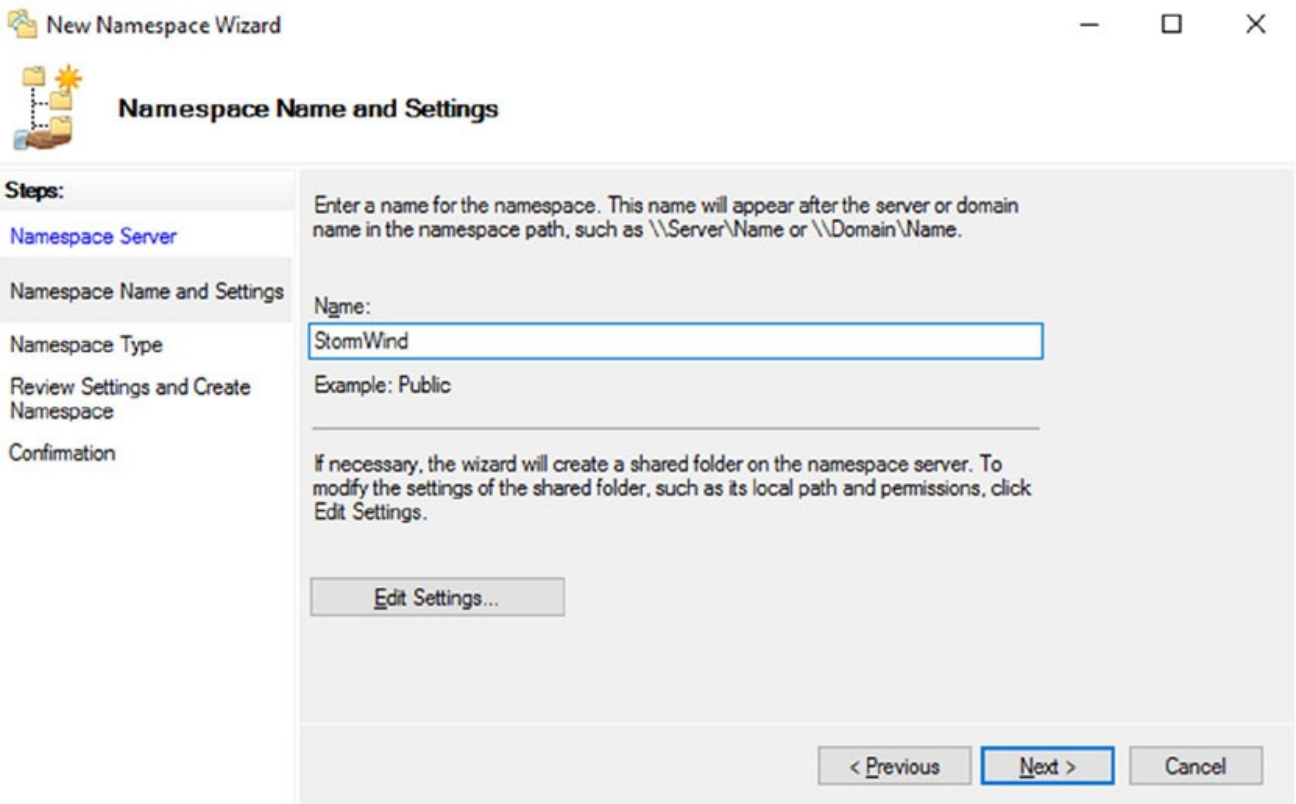 New Namespace Wizard
Namespace Name and Settings
Steps:
Namespace Server
Namespace Name and Settings
Namespace Type
Review Settings and Create
Namespace
Confirmation
Enter a name for the namespace. This name will appear after the server or domain
name in the namespace path, such as \\Server\Name or \\Domain\Name.
Name:
StormWind
Example: Public
If necessary, the wizard will create a shared folder on the namespace server. To
modify the settings of the shared folder, such as its local path and permissions, click
Edit Settings.
Edit Settings...
< Previous
Next >
Cancel